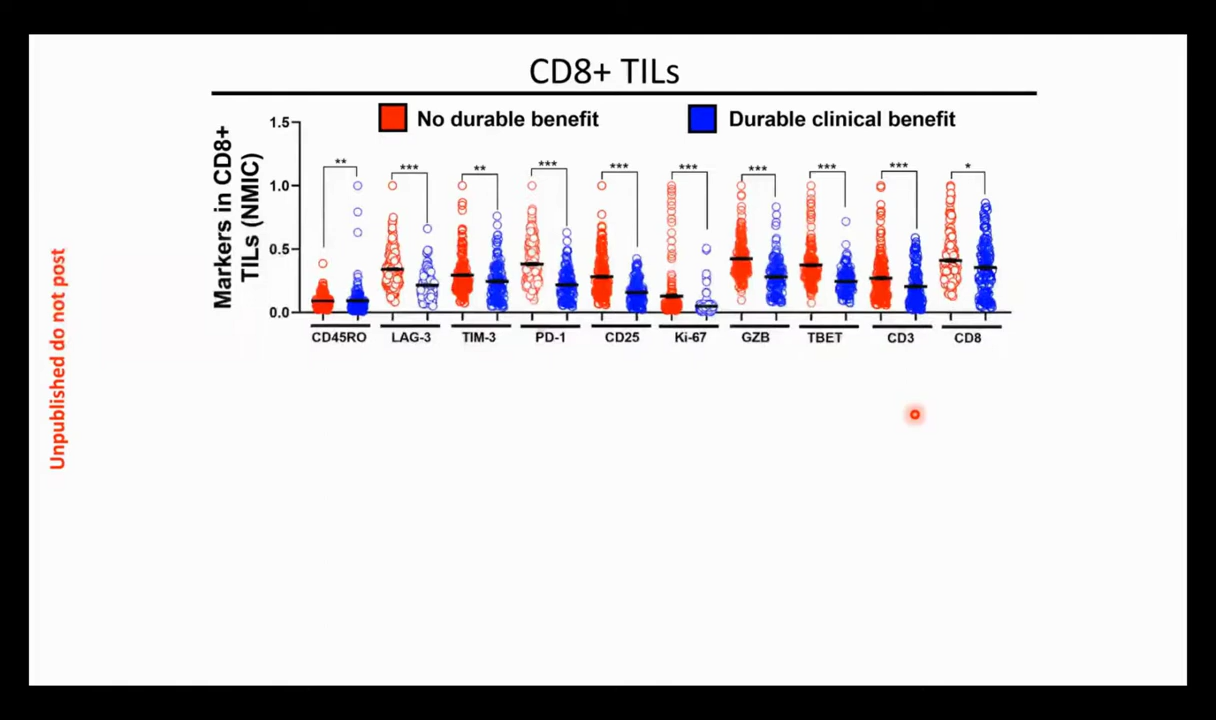 CD8+ TILs
No durable benefit
Durable clinical benefit
Markers in CD8+
TILs (NMIC)
1.5
1.0
0.5
0.0
** *** ** *** *** *** *** *** *** *
CD45RO LAG-3 TIM-3 PD-1 CD25 Ki-67 GZB TBET CD3 CD8
Unpublished do not post